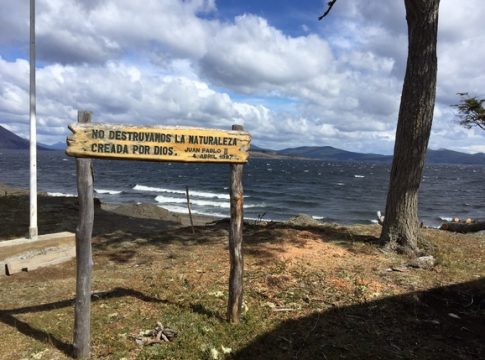 NO DESTRUYAMOS LA NATURALEZA
CREADA POR DIOS. JUAN PABLO II
4. ABRIL. 1987